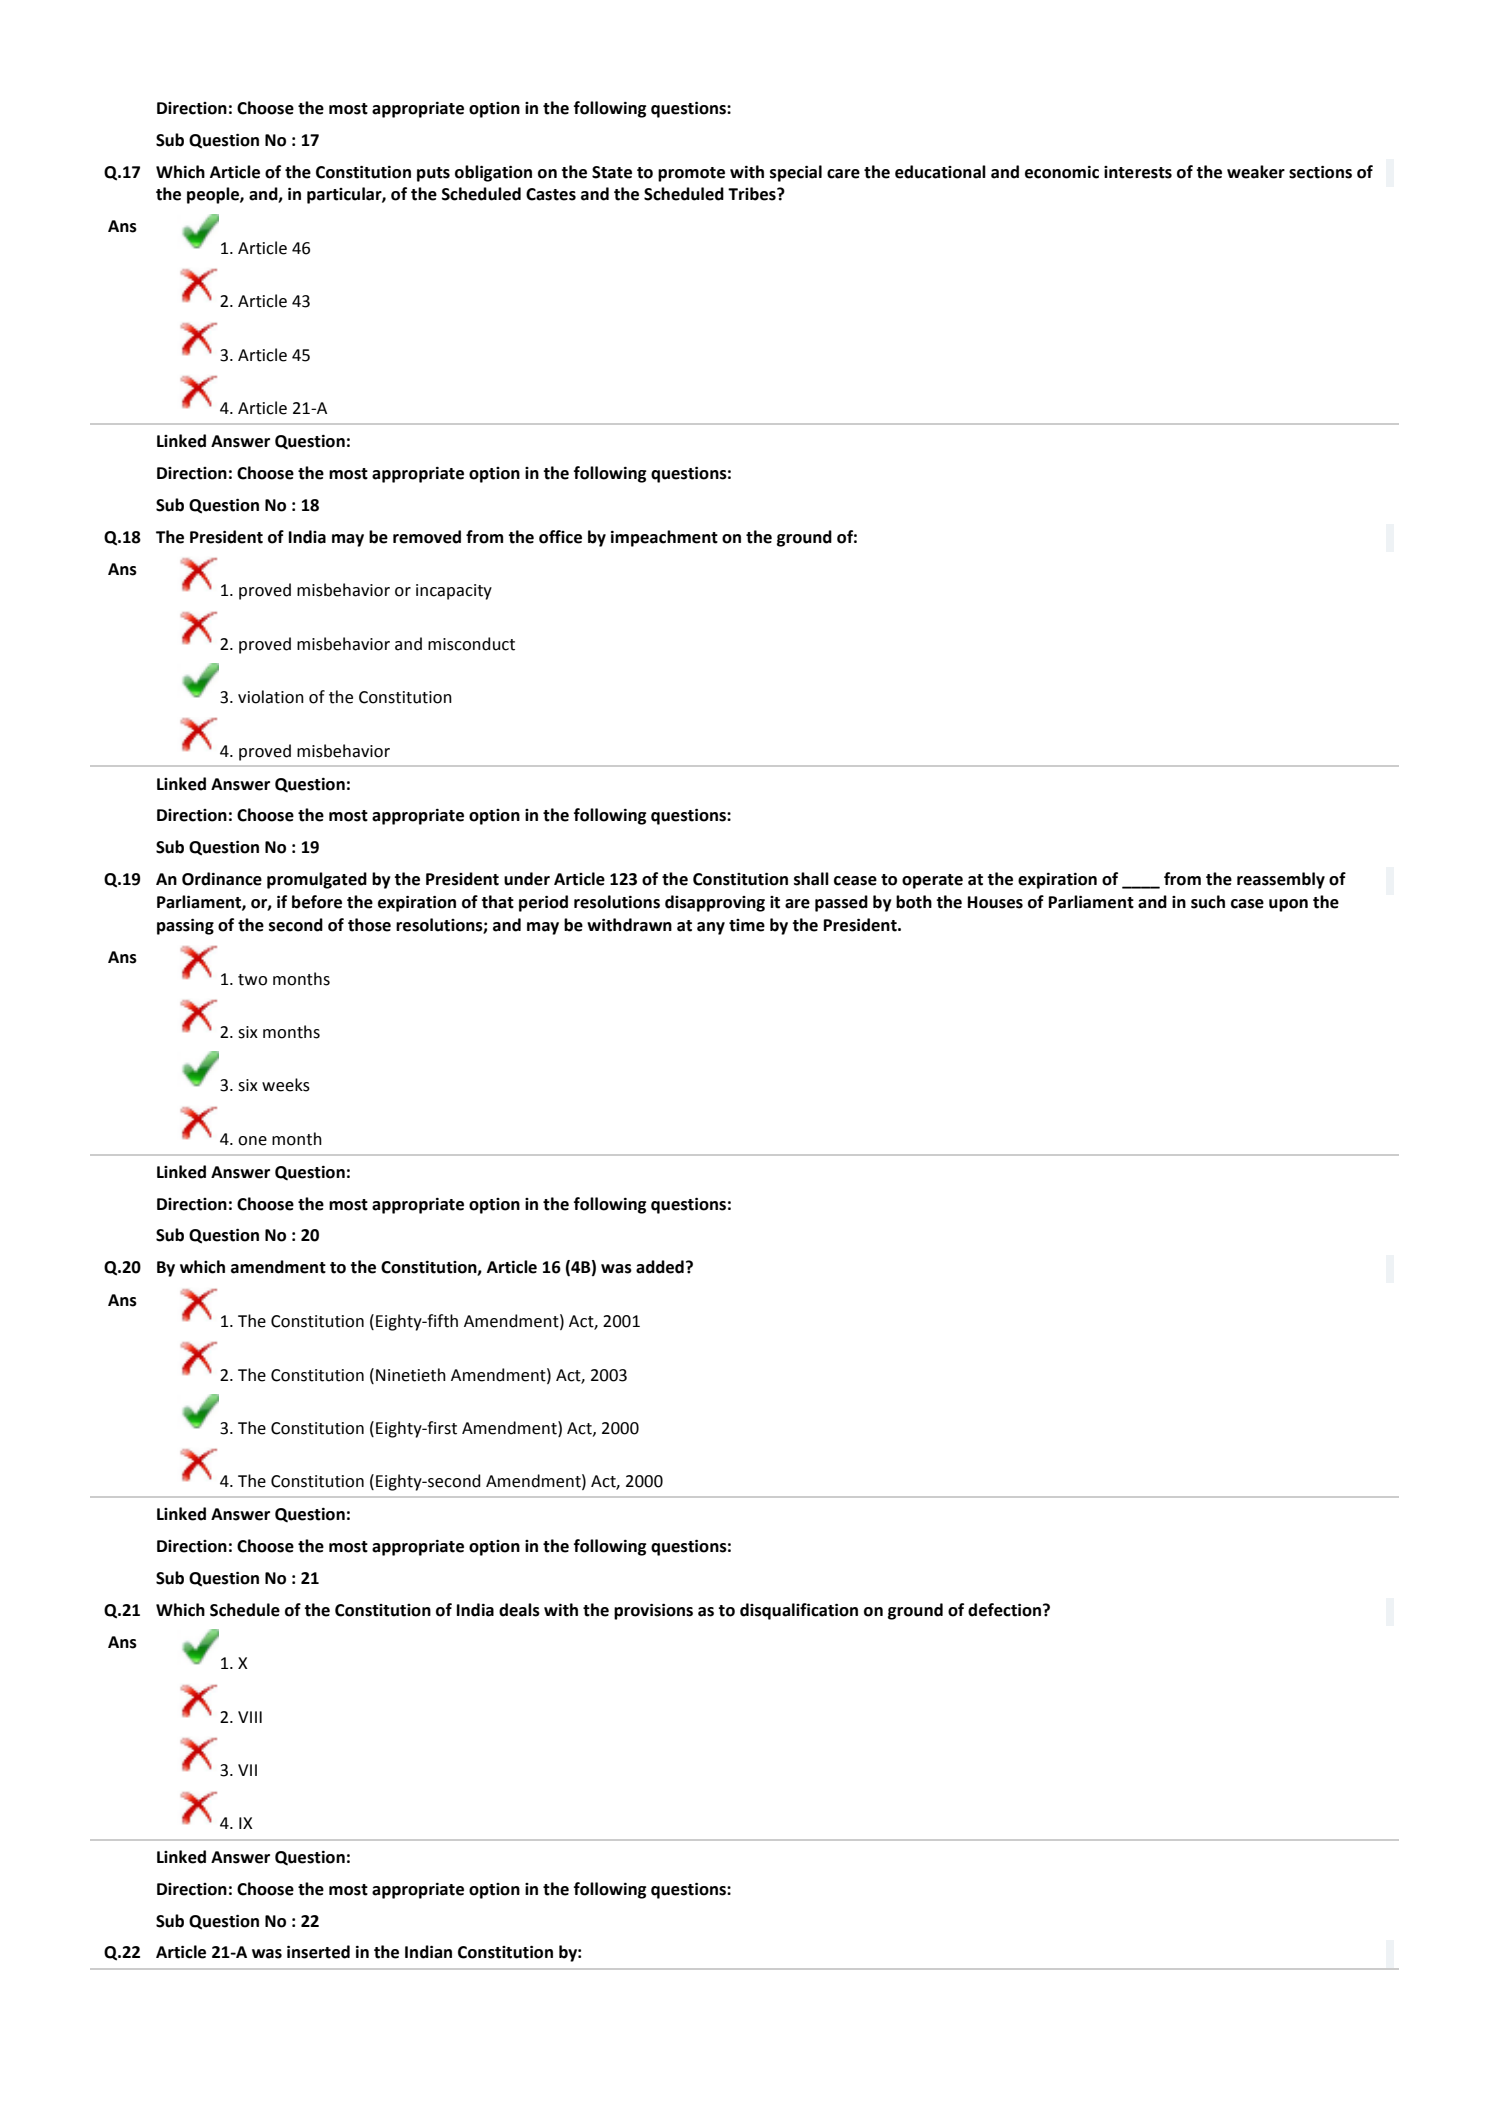 Direction: Choose the most appropriate option in the following questions:
Sub Question No : 17
Q.17 Which Article of the Constitution puts obligation on the State to promote with special care the educational and economic interests of the weaker sections of
the people, and, in particular, of the Scheduled Castes and the Scheduled Tribes?
Ans
1. Article 46
2. Article 43
3. Article 45
4. Article 21-A
Linked Answer Question:
Direction: Choose the most appropriate option in the following questions:
Sub Question No : 18
Q.18 The President of India may be removed from the office by impeachment on the ground of:
Ans
1. proved misbehavior or incapacity
2. proved misbehavior and misconduct
3. violation of the Constitution
4. proved misbehavior
Linked Answer Question:
Direction: Choose the most appropriate option in the following questions:
Sub Question No : 19
Q.19 An Ordinance promulgated by the President under Article 123 of the Constitution shall cease to operate at the expiration of ____ from the reassembly of
Parliament, or, if before the expiration of that period resolutions disapproving it are passed by both the Houses of Parliament and in such case upon the
passing of the second of those resolutions; and may be withdrawn at any time by the President.
Ans
1. two months
2. six months
3. six weeks
4. one month
Linked Answer Question:
Direction: Choose the most appropriate option in the following questions:
Sub Question No : 20
Q.20 By which amendment to the Constitution, Article 16 (4B) was added?
Ans
1. The Constitution (Eighty-fifth Amendment) Act, 2001
2. The Constitution (Ninetieth Amendment) Act, 2003
3. The Constitution (Eighty-first Amendment) Act, 2000
4. The Constitution (Eighty-second Amendment) Act, 2000
Linked Answer Question:
Direction: Choose the most appropriate option in the following questions:
Sub Question No : 21
Q.21 Which Schedule of the Constitution of India deals with the provisions as to disqualification on ground of defection?
Ans
1. X
2. VIII
3. VII
4. IX
Linked Answer Question:
Direction: Choose the most appropriate option in the following questions:
Sub Question No : 22
Q.22 Article 21-A was inserted in the Indian Constitution by: